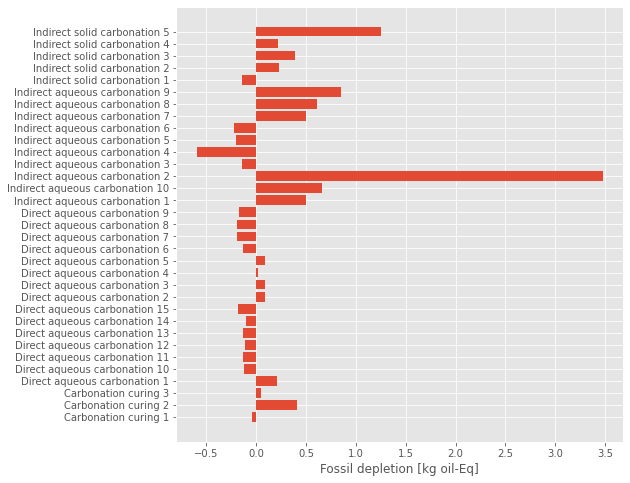 Indirect solid carbonation 5
Indirect solid carbonation 4
Indirect solid carbonation 3
Indirect solid carbonation 2
Indirect solid carbonation 1
Indirect aqueous carbonation 9
Indirect aqueous carbonation 8
Indirect aqueous carbonation 7
Indirect aqueous carbonation 6
Indirect aqueous carbonation 5
Indirect aqueous carbonation 4
Indirect aqueous carbonation 3
Indirect aqueous carbonation 2
Indirect aqueous carbonation 10
Indirect aqueous carbonation 1
Direct aqueous carbonation 9
Direct aqueous carbonation 8
Direct aqueous carbonation 7
Direct aqueous carbonation 6
Direct aqueous carbonation 5
Direct aqueous carbonation 4
Direct aqueous carbonation 3
Direct aqueous carbonation 2
Direct aqueous carbonation 15
Direct aqueous carbonation 14
Direct aqueous carbonation 13
Direct aqueous carbonation 12
Direct aqueous carbonation 11
Direct aqueous carbonation 10
Direct aqueous carbonation 1
Carbonation curing 3
Carbonation curing 2
Carbonation curing 1
−0.5 0.0 0.5 1.0 1.5 2.0 2.5 3.0 3.5
Fossil depletion [kg oil-Eq]